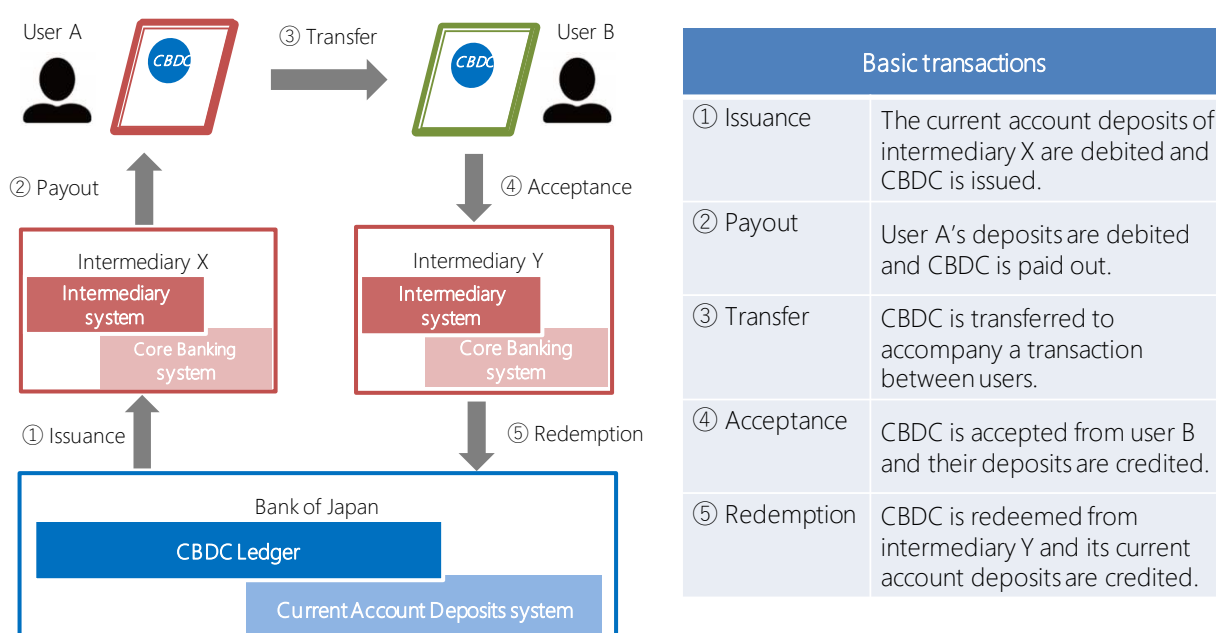 User A
③ Transfer
User B
CBDC
CBDC
② Payout
④ Acceptance
Intermediary X
Intermediary
system
Core Banking
system
Intermediary Y
Intermediary
system
Core Banking
system
① Issuance
⑤ Redemption
Bank of Japan
CBDC Ledger
Current Account Deposits system
Basic transactions
① Issuance
The current account deposits of
intermediary X are debited and
CBDC is issued.
② Payout
User A's deposits are debited
and CBDC is paid out.
③ Transfer
CBDC is transferred to
accompany a transaction
between users.
④ Acceptance
CBDC is accepted from user B
and their deposits are credited.
⑤ Redemption
CBDC is redeemed from
intermediary Y and its current
account deposits are credited.